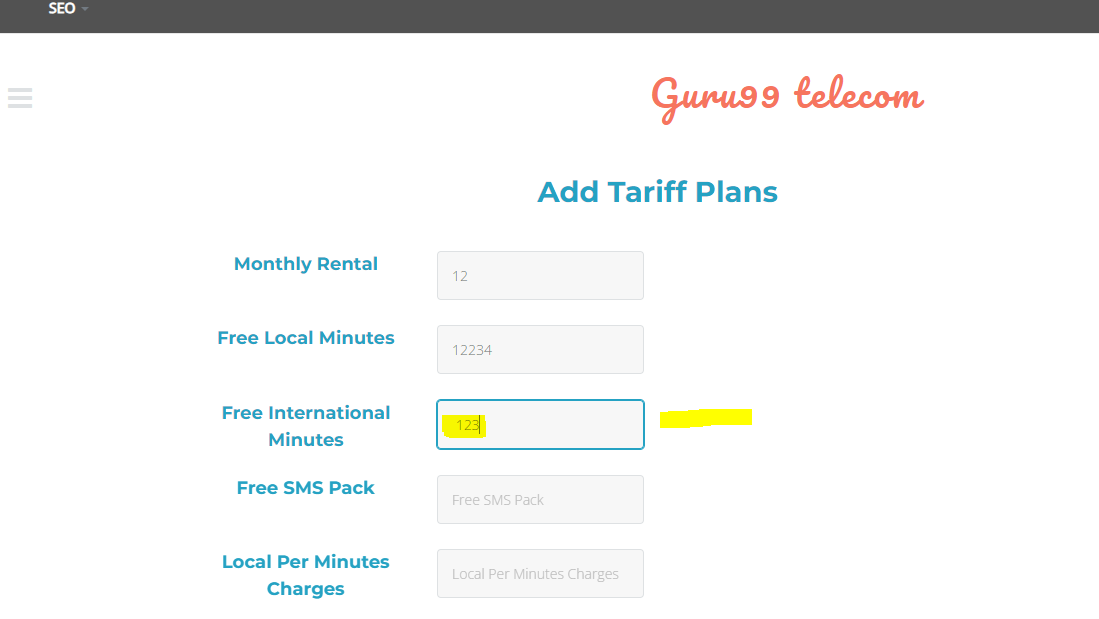 SEO
Guru99 telecom
Add Tariff Plans
Monthly Rental
12
Free Local Minutes
12234
Free International
Minutes
123
Free SMS Pack
Free SMS Pack
Local Per Minutes
Charges
Local Per Minutes Charges